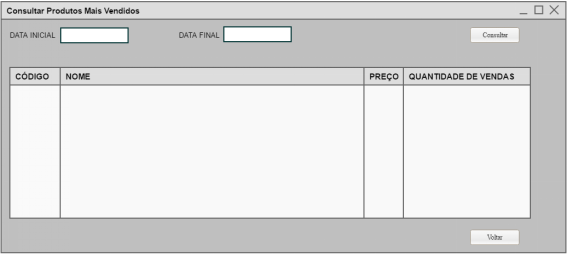 Consultar Produtos Mais Vendidos
DATA INICIAL DATA FINAL Consultar
CÓDIGO NOME PREÇO QUANTIDADE DE VENDAS
Voltar